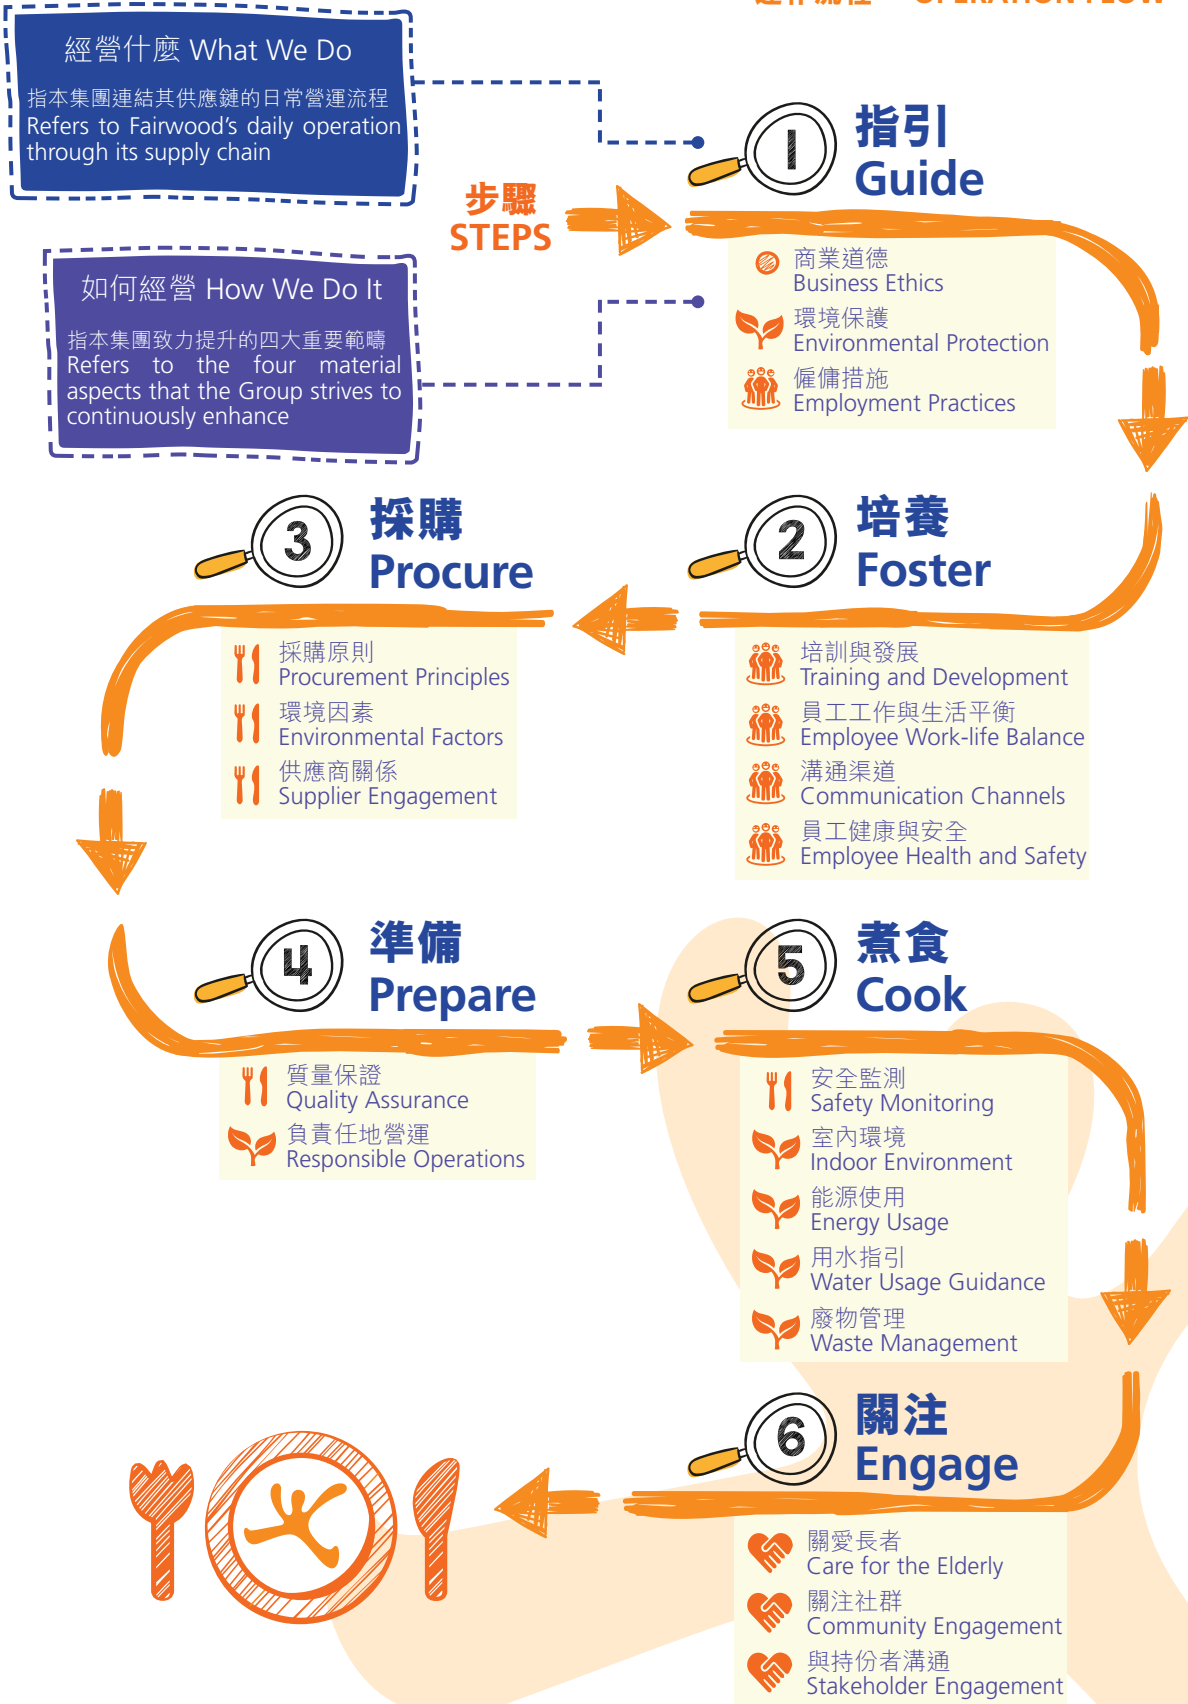 運作流程 OPERATION FLOW
經營什麼 What We Do
指本集團連結其供應鏈的日常營運流程
Refers to Fairwood's daily operation
through its supply chain
如何經營 How We Do It
指本集團致力提升的四大重要範疇
Refers to the four material
aspects that the Group strives to
continuously enhance
步驟
STEPS
1
指引
Guide
商業道德
Business Ethics
環境保護
Environmental Protection
僱傭措施
Employment Practices
2
培養
Foster
培訓與發展
Training and Development
員工工作與生活平衡
Employee Work-life Balance
溝通渠道
Communication Channels
員工健康與安全
Employee Health and Safety
3
採購
Procure
採購原則
Procurement Principles
環境因素
Environmental Factors
供應商關係
Supplier Engagement
4
準備
Prepare
質量保證
Quality Assurance
負責任地營運
Responsible Operations
5
煮食
Cook
安全監測
Safety Monitoring
室內環境
Indoor Environment
能源使用
Energy Usage
用水指引
Water Usage Guidance
廢物管理
Waste Management
6
關注
Engage
關愛長者
Care for the Elderly
關注社群
Community Engagement
與持份者溝通
Stakeholder Engagement